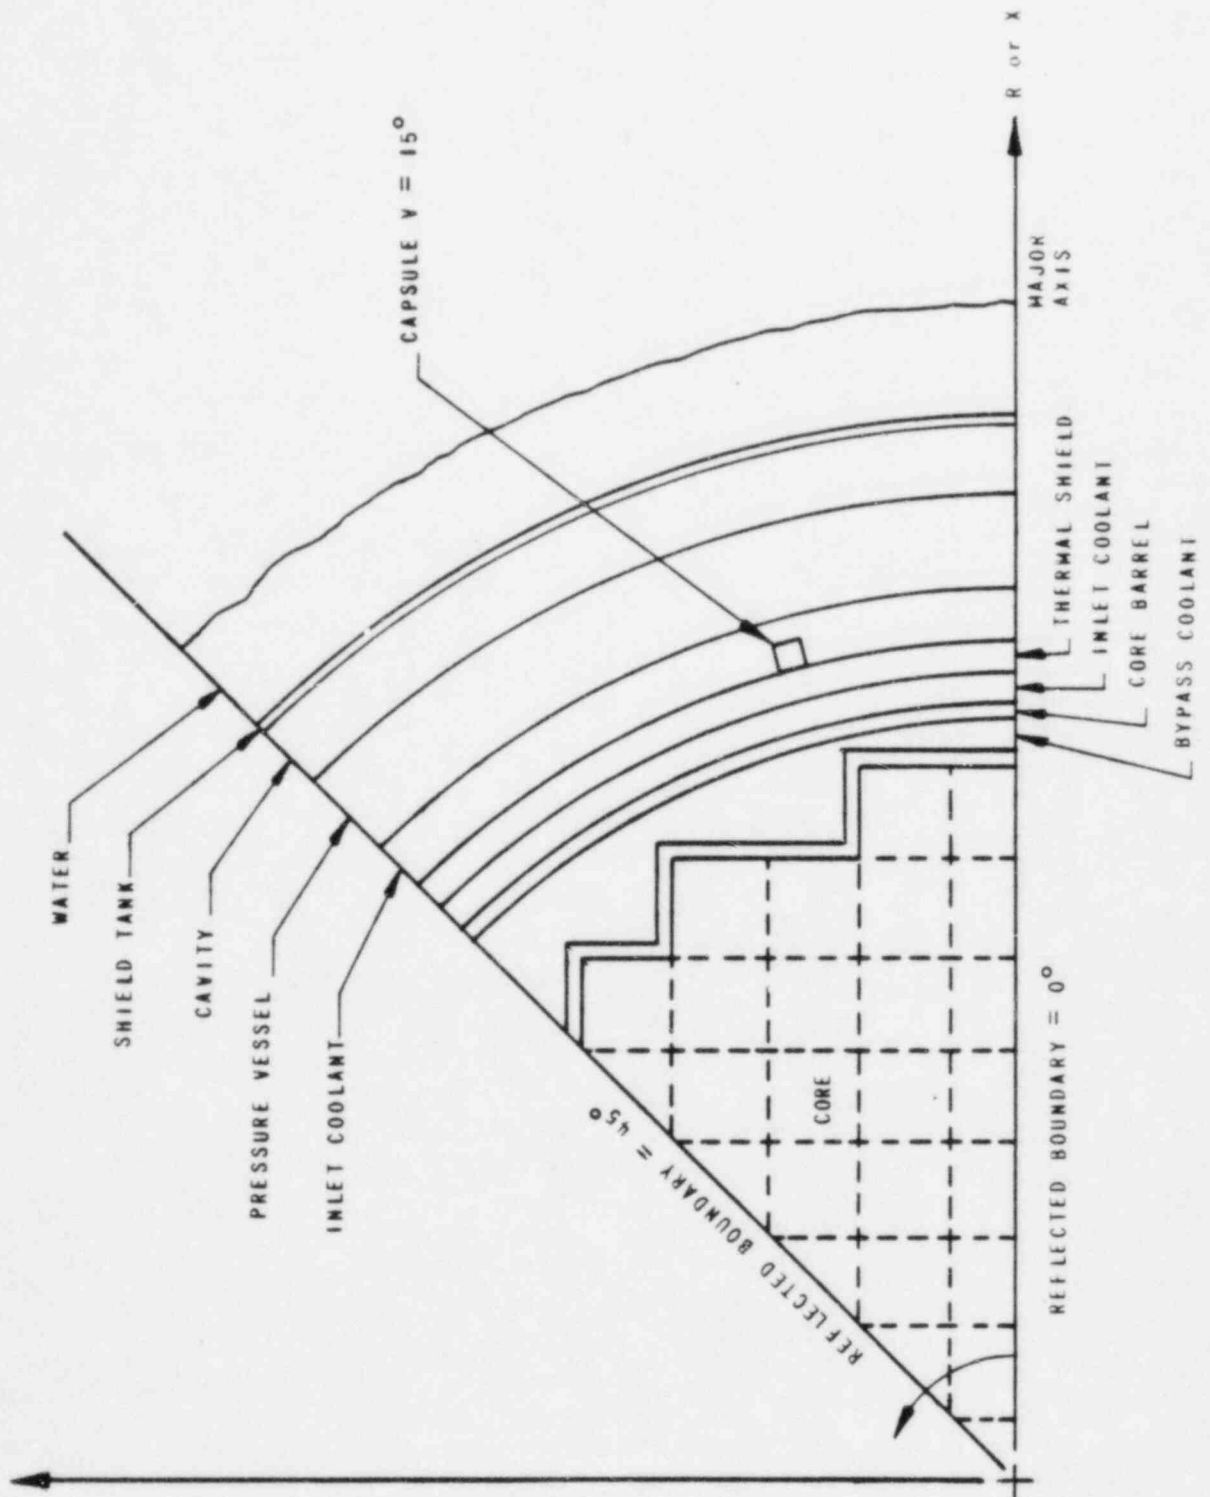 WATER
SHIELD TANK
CAVITY
PRESSURE VESSEL
INLET COOLANT
CAPSULE V = 15°
R or X
MAJOR
AXIS
THERMAL SHIELD
INLET COOLANT
CORE BARREL
BYPASS COOLANT
CORE
REFLECTED BOUNDARY = 45°
REFLECTED BOUNDARY = 0°